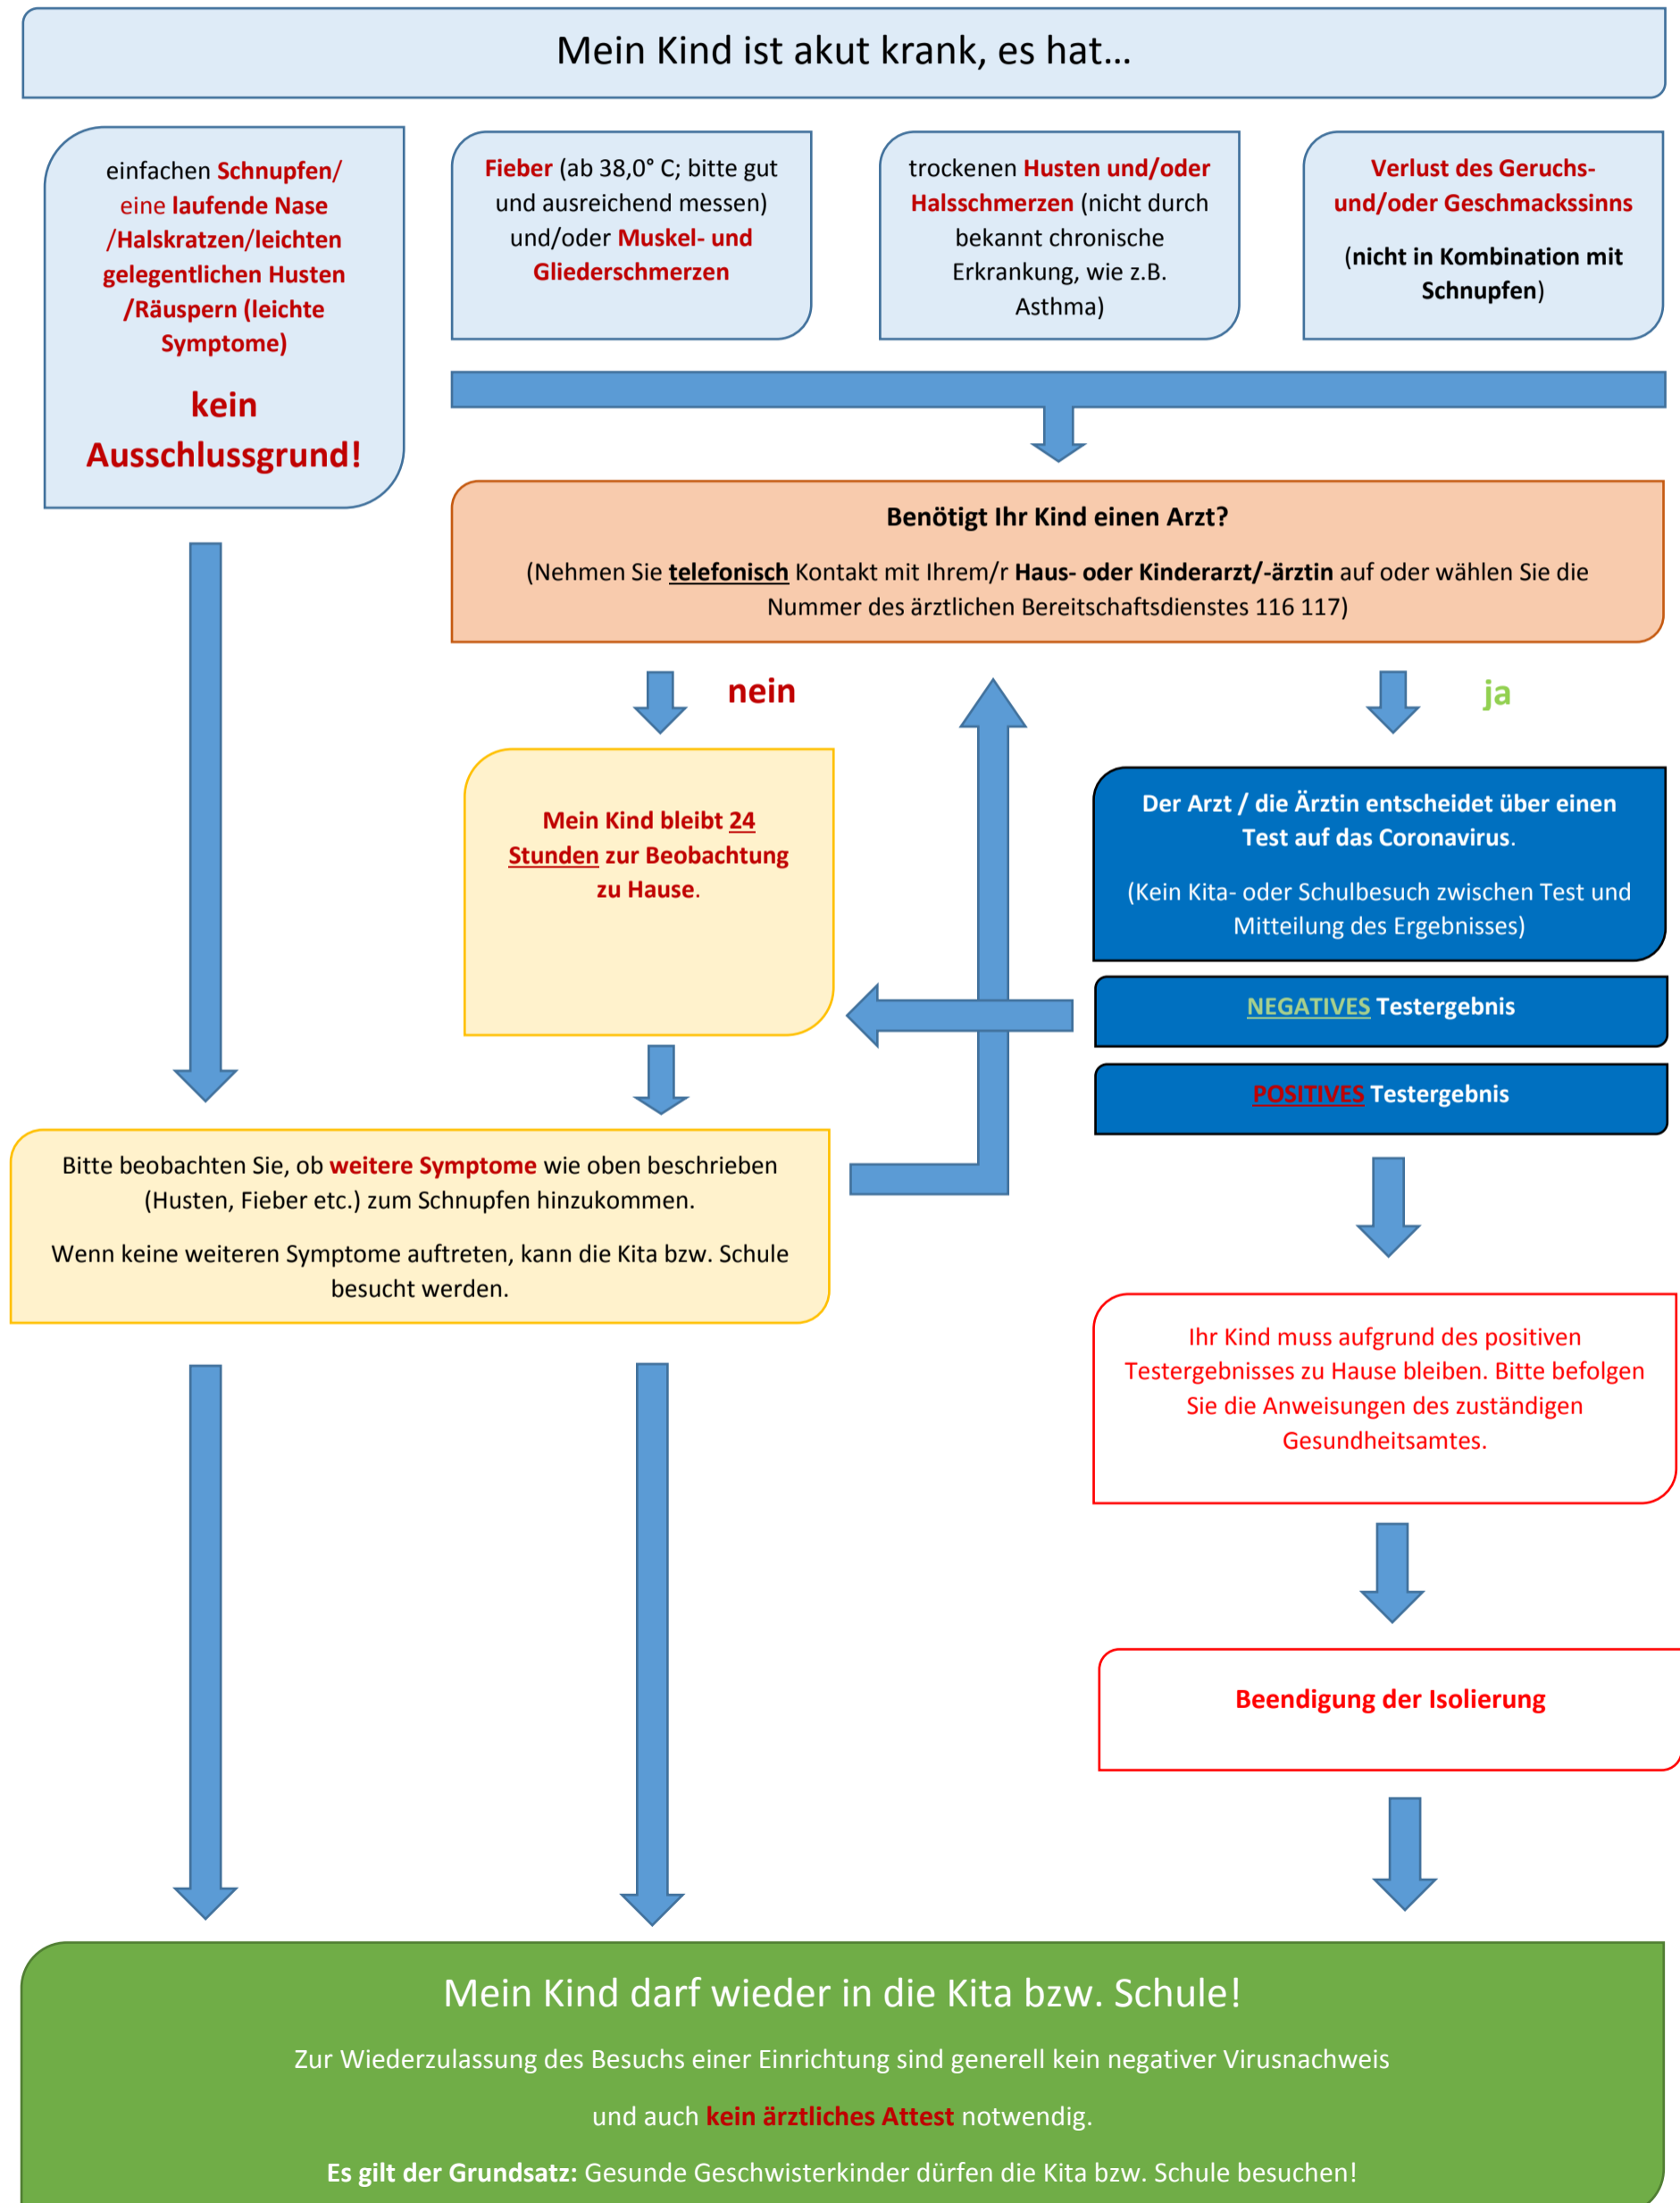 Mein Kind ist akut krank, es hat…
einfachen Schnupfen/
eine laufende Nase
/Halskratzen/leichten
gelegentlichen Husten
/Räuspern (leichte
Symptome)
kein
Ausschlussgrund!
Fieber (ab 38,0° C; bitte gut
und ausreichend messen)
und/oder Muskel- und
Gliederschmerzen
trockenen Husten und/oder
Halsschmerzen (nicht durch
bekannt chronische
Erkrankung, wie z.B.
Asthma)
Verlust des Geruchs-
und/oder Geschmackssinns
(nicht in Kombination mit
Schnupfen)
Benötigt Ihr Kind einen Arzt?
(Nehmen Sie telefonisch Kontakt mit Ihrem/r Haus- oder Kinderarzt/-ärztin auf oder wählen Sie die
Nummer des ärztlichen Bereitschaftsdienstes 116 117)
nein
ja
Mein Kind bleibt 24
Stunden zur Beobachtung
zu Hause.
Der Arzt / die Ärztin entscheidet über einen
Test auf das Coronavirus.
(Kein Kita- oder Schulbesuch zwischen Test und
Mitteilung des Ergebnisses)
NEGATIVES Testergebnis
POSITIVES Testergebnis
Bitte beobachten Sie, ob weitere Symptome wie oben beschrieben
(Husten, Fieber etc.) zum Schnupfen hinzukommen.
Wenn keine weiteren Symptome auftreten, kann die Kita bzw. Schule
besucht werden.
Ihr Kind muss aufgrund des positiven
Testergebnisses zu Hause bleiben. Bitte befolgen
Sie die Anweisungen des zuständigen
Gesundheitsamtes.
Beendigung der Isolierung
Mein Kind darf wieder in die Kita bzw. Schule!
Zur Wiederzulassung des Besuchs einer Einrichtung sind generell kein negativer Virusnachweis
und auch kein ärztliches Attest notwendig.
Es gilt der Grundsatz: Gesunde Geschwisterkinder dürfen die Kita bzw. Schule besuchen!